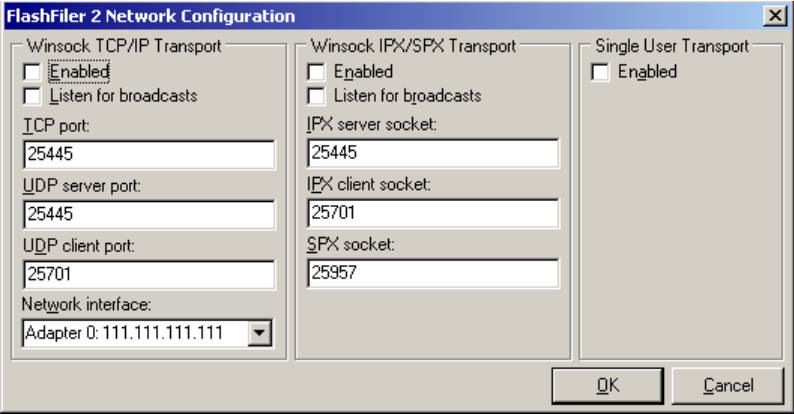 FlashFiler 2 Network Configuration
Winsock TCP/IP Transport
Enabled
Listen for broadcasts
TCP port:
25445
UDP server port:
25445
UDP client port:
25701
Network interface:
Adapter 0: 111.111.111.111
Winsock IPX/SPX Transport
Enabled
Listen for broadcasts
IPX server socket:
25445
IPX client socket:
25701
SPX socket:
25957
Single User Transport
Enabled
OK
Cancel